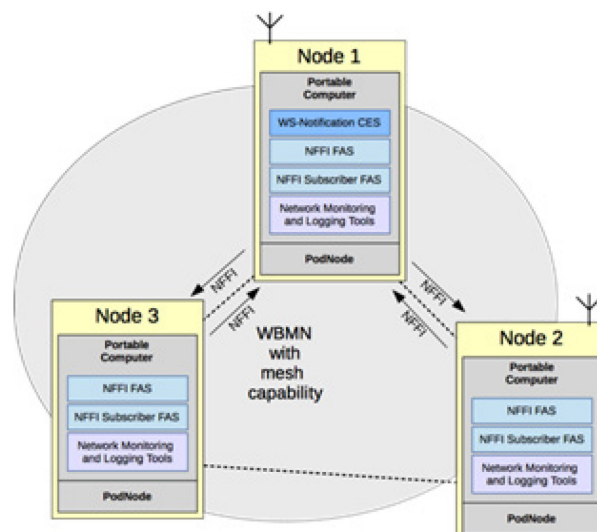 Node 1
Portable
Computer
WS-Notification CES
NFFI FAS
NFFI Subscriber FAS
Network Monitoring
and Logging Tools
PodNode
NFFI
NFFI
NFFI
NFFI
WBMN
with
mesh
capability
Node 3
Portable
Computer
NFFI FAS
NFFI Subscriber FAS
Network Monitoring
and Logging Tools
PodNode
Node 2
Portable
Computer
NFFI FAS
NFFI Subscriber FAS
Network Monitoring
and Logging Tools
PodNode